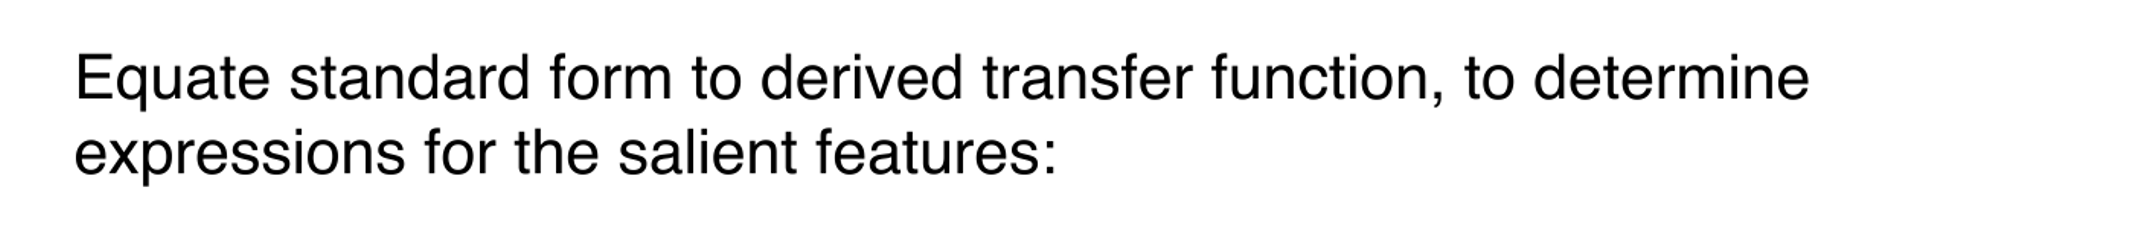 Equate standard form to derived transfer function, to determine
expressions for the salient features: